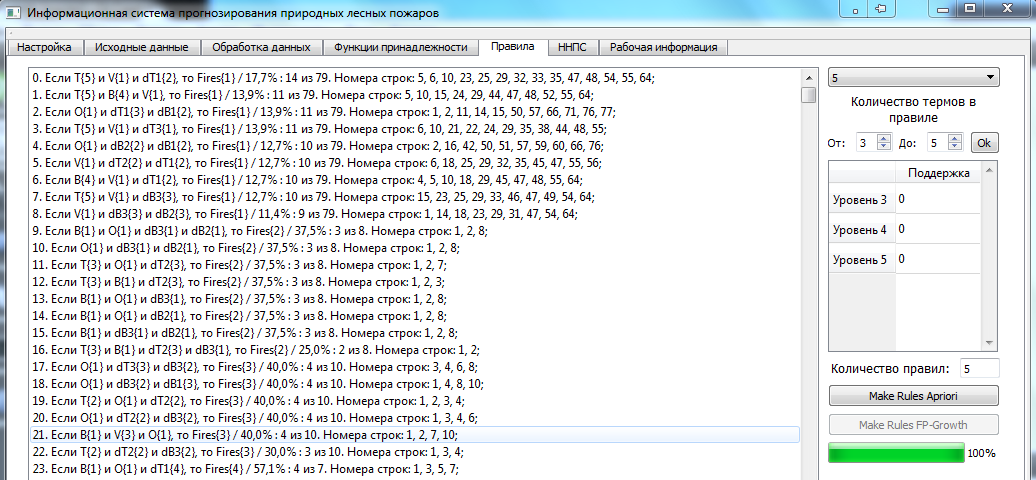 Информационная система прогнозирования природных лесных пожаров
Настройка Исходные данные Обработка данных Функции принадлежности Правила ННПС Рабочая информация
0. Если T{5} и V{1} и dT1{2}, то Fires{1} / 17,7% : 14 из 79. Номера строк: 5, 6, 10, 23, 25, 29, 32, 33, 35, 47, 48, 54, 55, 64;
1. Если T{5} и B{4} и V{1}, то Fires{1} / 13,9% : 11 из 79. Номера строк: 5, 10, 15, 24, 29, 44, 47, 48, 52, 55, 64;
2. Если O{1} и dT1{3} и dB1{2}, то Fires{1} / 13,9% : 11 из 79. Номера строк: 1, 2, 11, 14, 15, 50, 57, 66, 71, 76, 77;
3. Если T{5} и V{1} и dT3{1}, то Fires{1} / 13,9% : 11 из 79. Номера строк: 6, 10, 21, 22, 24, 29, 35, 38, 44, 48, 55;
4. Если O{1} и dB2{2} и dB1{2}, то Fires{1} / 12,7% : 10 из 79. Номера строк: 2, 16, 42, 50, 51, 57, 59, 60, 66, 76;
5. Если V{1} и dT2{2} и dT1{2}, то Fires{1} / 12,7% : 10 из 79. Номера строк: 6, 18, 25, 29, 32, 35, 45, 47, 55, 56;
6. Если B{4} и V{1} и dT1{2}, то Fires{1} / 12,7% : 10 из 79. Номера строк: 4, 5, 10, 18, 29, 45, 47, 48, 55, 64;
7. Если T{5} и V{1} и dB3{3}, то Fires{1} / 12,7% : 10 из 79. Номера строк: 15, 23, 25, 29, 33, 46, 47, 49, 54, 64;
8. Если V{1} и dB3{3} и dB2{3}, то Fires{1} / 11,4% : 9 из 79. Номера строк: 1, 14, 18, 23, 29, 31, 47, 54, 64;
9. Если B{1} и O{1} и dB3{1} и dB2{1}, то Fires{2} / 37,5% : 3 из 8. Номера строк: 1, 2, 8;
10. Если O{1} и dB3{1} и dB2{1}, то Fires{2} / 37,5% : 3 из 8. Номера строк: 1, 2, 8;
11. Если T{3} и O{1} и dT2{3}, то Fires{2} / 37,5% : 3 из 8. Номера строк: 1, 2, 7;
12. Если T{3} и B{1} и dT2{3}, то Fires{2} / 37,5% : 3 из 8. Номера строк: 1, 2, 3;
13. Если B{1} и O{1} и dB3{1}, то Fires{2} / 37,5% : 3 из 8. Номера строк: 1, 2, 8;
14. Если B{1} и O{1} и dB2{1}, то Fires{2} / 37,5% : 3 из 8. Номера строк: 1, 2, 8;
15. Если B{1} и dB3{1} и dB2{1}, то Fires{2} / 37,5% : 3 из 8. Номера строк: 1, 2, 8;
16. Если T{3} и B{1} и dT2{3} и dB3{1}, то Fires{2} / 25,0% : 2 из 8. Номера строк: 1, 2;
17. Если O{1} и dT3{3} и dB3{2}, то Fires{3} / 40,0% : 4 из 10. Номера строк: 3, 4, 6, 8;
18. Если O{1} и dB3{2} и dB1{3}, то Fires{3} / 40,0% : 4 из 10. Номера строк: 1, 4, 8, 10;
19. Если T{2} и O{1} и dT2{2}, то Fires{3} / 40,0% : 4 из 10. Номера строк: 1, 2, 3, 4;
20. Если O{1} и dT2{2} и dB3{2}, то Fires{3} / 40,0% : 4 из 10. Номера строк: 1, 3, 4, 6;
21. Если B{1} и V{3} и O{1}, то Fires{3} / 40,0% : 4 из 10. Номера строк: 1, 2, 7, 10;
22. Если T{2} и dT2{2} и dB3{2}, то Fires{3} / 30,0% : 3 из 10. Номера строк: 1, 3, 4;
23. Если B{1} и O{1} и dT1{4}, то Fires{4} / 57,1% : 4 из 7. Номера строк: 1, 3, 5, 7;
5
Количество термов в
правиле
От: 3 До: 5 Ok
Поддержка
Уровень 3 0
Уровень 4 0
Уровень 5 0
Количество правил: 5
Make Rules Apriori
Make Rules FP-Growth
100%